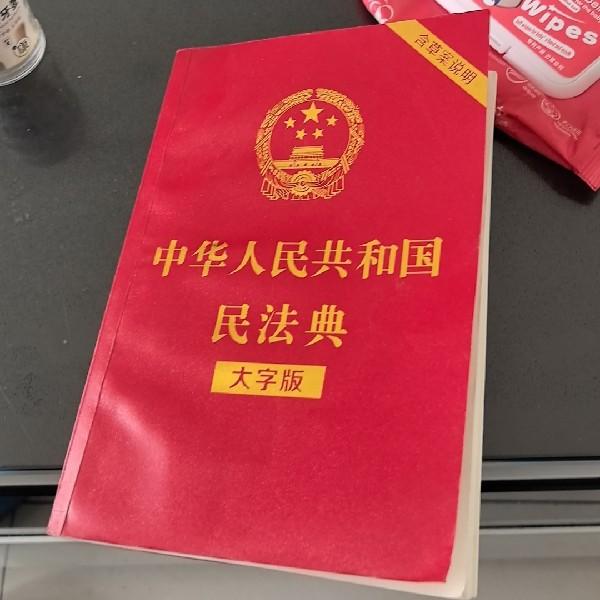 含草案说明
中华人民共和国
民法典
大字版
Wipes
牙